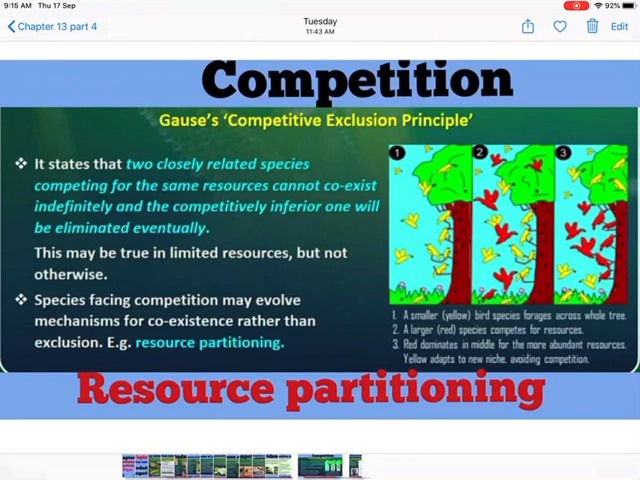 9:15 AM Thu 17 Sep
92%
Chapter 13 part 4
Tuesday
11:43 AM
Edit
Competition
Gause's 'Competitive Exclusion Principle'
❖ It states that two closely related species
competing for the same resources cannot co-exist
indefinitely and the competitively inferior one will
be eliminated eventually.
This may be true in limited resources, but not
otherwise.
❖ Species facing competition may evolve
mechanisms for co-existence rather than
exclusion. E.g. resource partitioning.
1 2 3
1. A smaller (yellow) bird species forages across whole tree.
2. A larger (red) species competes for resources.
3. Red dominates in middle for the more abundant resources.
Yellow adapts to new niche, avoiding competition.
Resource partitioning